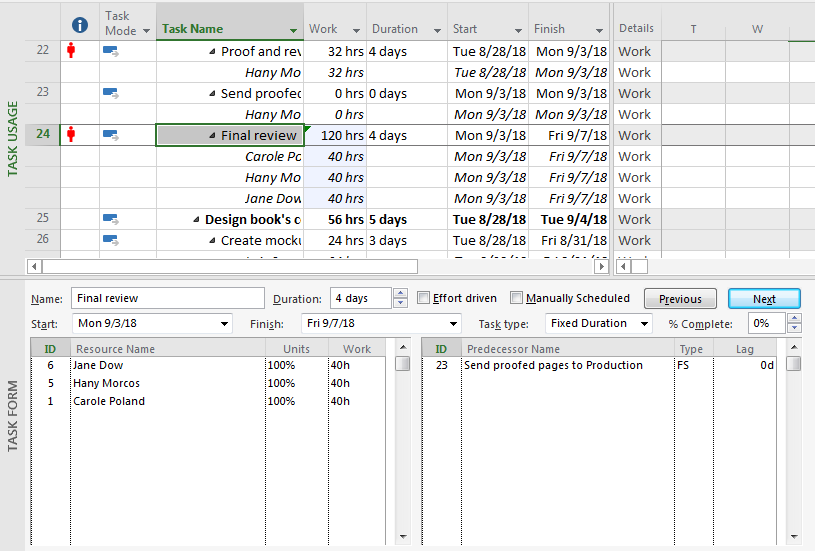 Task Mode Task Name Work Duration Start Finish Details T W
TASK USAGE
22 Proof and rev 32 hrs 4 days Tue 8/28/18 Mon 9/3/18 Work
Hany Mo 32 hrs Tue 8/28/18 Mon 9/3/18 Work
23 Send proofed 0 hrs 0 days Mon 9/3/18 Mon 9/3/18 Work
Hany Mo 0 hrs Mon 9/3/18 Mon 9/3/18 Work
24 Final review 120 hrs 4 days Mon 9/3/18 Fri 9/7/18 Work
Carole Po 40 hrs Mon 9/3/18 Fri 9/7/18 Work
Hany Mo 40 hrs Mon 9/3/18 Fri 9/7/18 Work
Jane Dow 40 hrs Mon 9/3/18 Fri 9/7/18 Work
25 Design book's c 56 hrs 5 days Tue 8/28/18 Tue 9/4/18 Work
26 Create mocku 24 hrs 3 days Tue 8/28/18 Fri 8/31/18 Work
TASK FORM
Name: Final review Duration: 4 days Effort driven Manually Scheduled Previous Next
Start: Mon 9/3/18 Finish: Fri 9/7/18 Task type: Fixed Duration % Complete: 0%
ID Resource Name Units Work ID Predecessor Name Type Lag
6 Jane Dow 100% 40h 23 Send proofed pages to Production FS 0d
5 Hany Morcos 100% 40h
1 Carole Poland 100% 40h